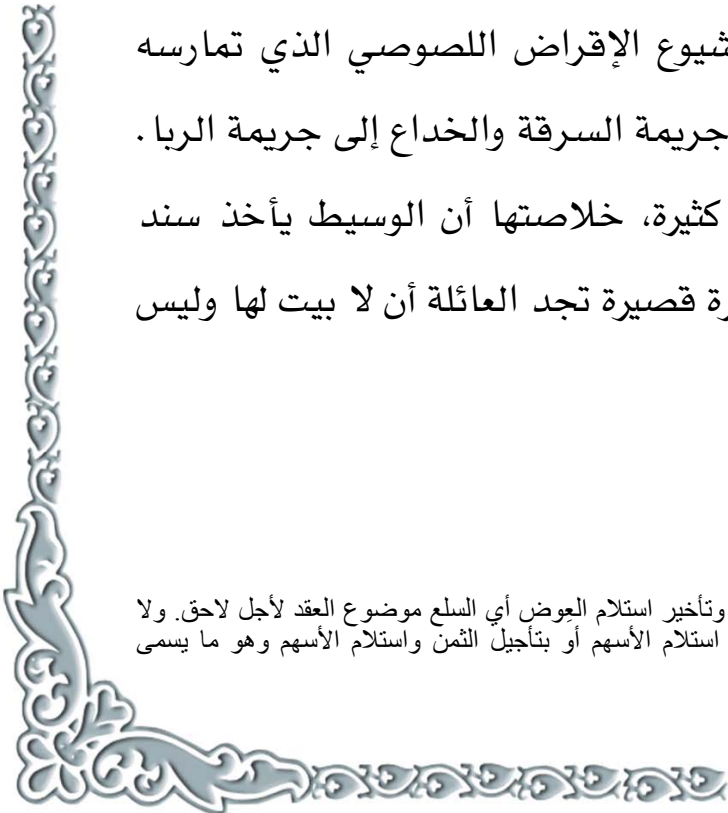 شيوع الإقراض اللصوصي الذي تمارسه
جريمة السرقة والخداع إلى جريمة الربا.
كثيرة، خلاصتها أن الوسيط يأخذ سند
قصيرة تجد العائلة أن لا بيت لها وليس
وتأخير استلام العِوض أي السلع موضوع العقد لأجل لاحق. ولا
استلام الأسهم أو بتأجيل الثمن واستلام الأسهم وهو ما يسمى